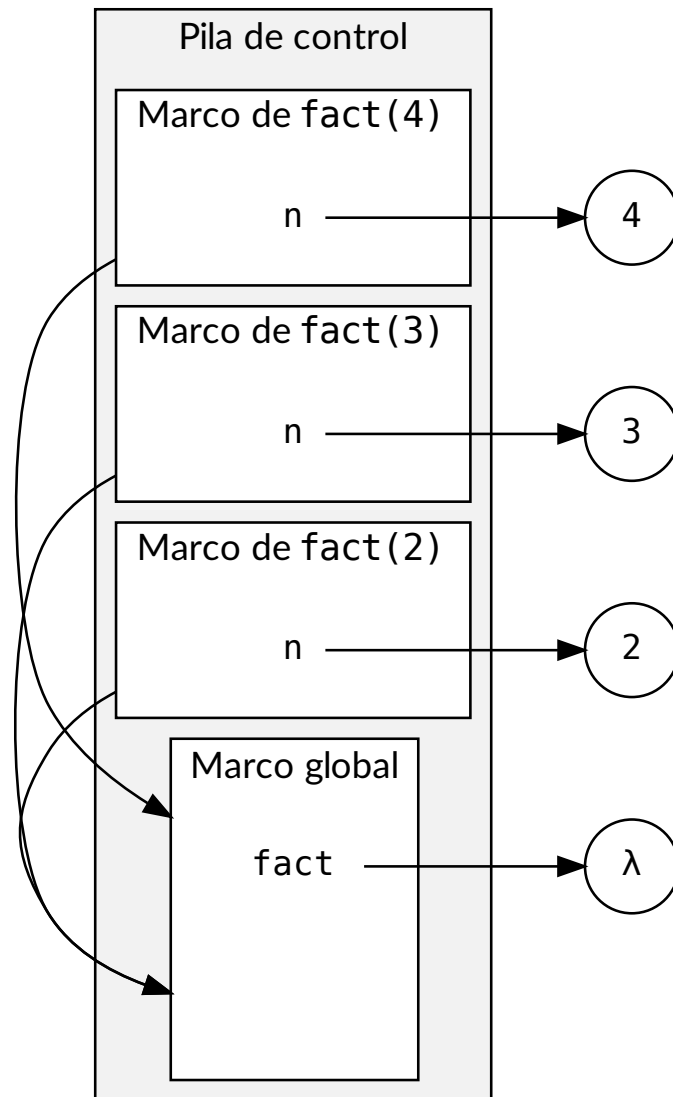 Pila de control
Marco de fact(4)
n
4
Marco de fact(3)
n
3
Marco de fact(2)
n
2
Marco global
fact
λ